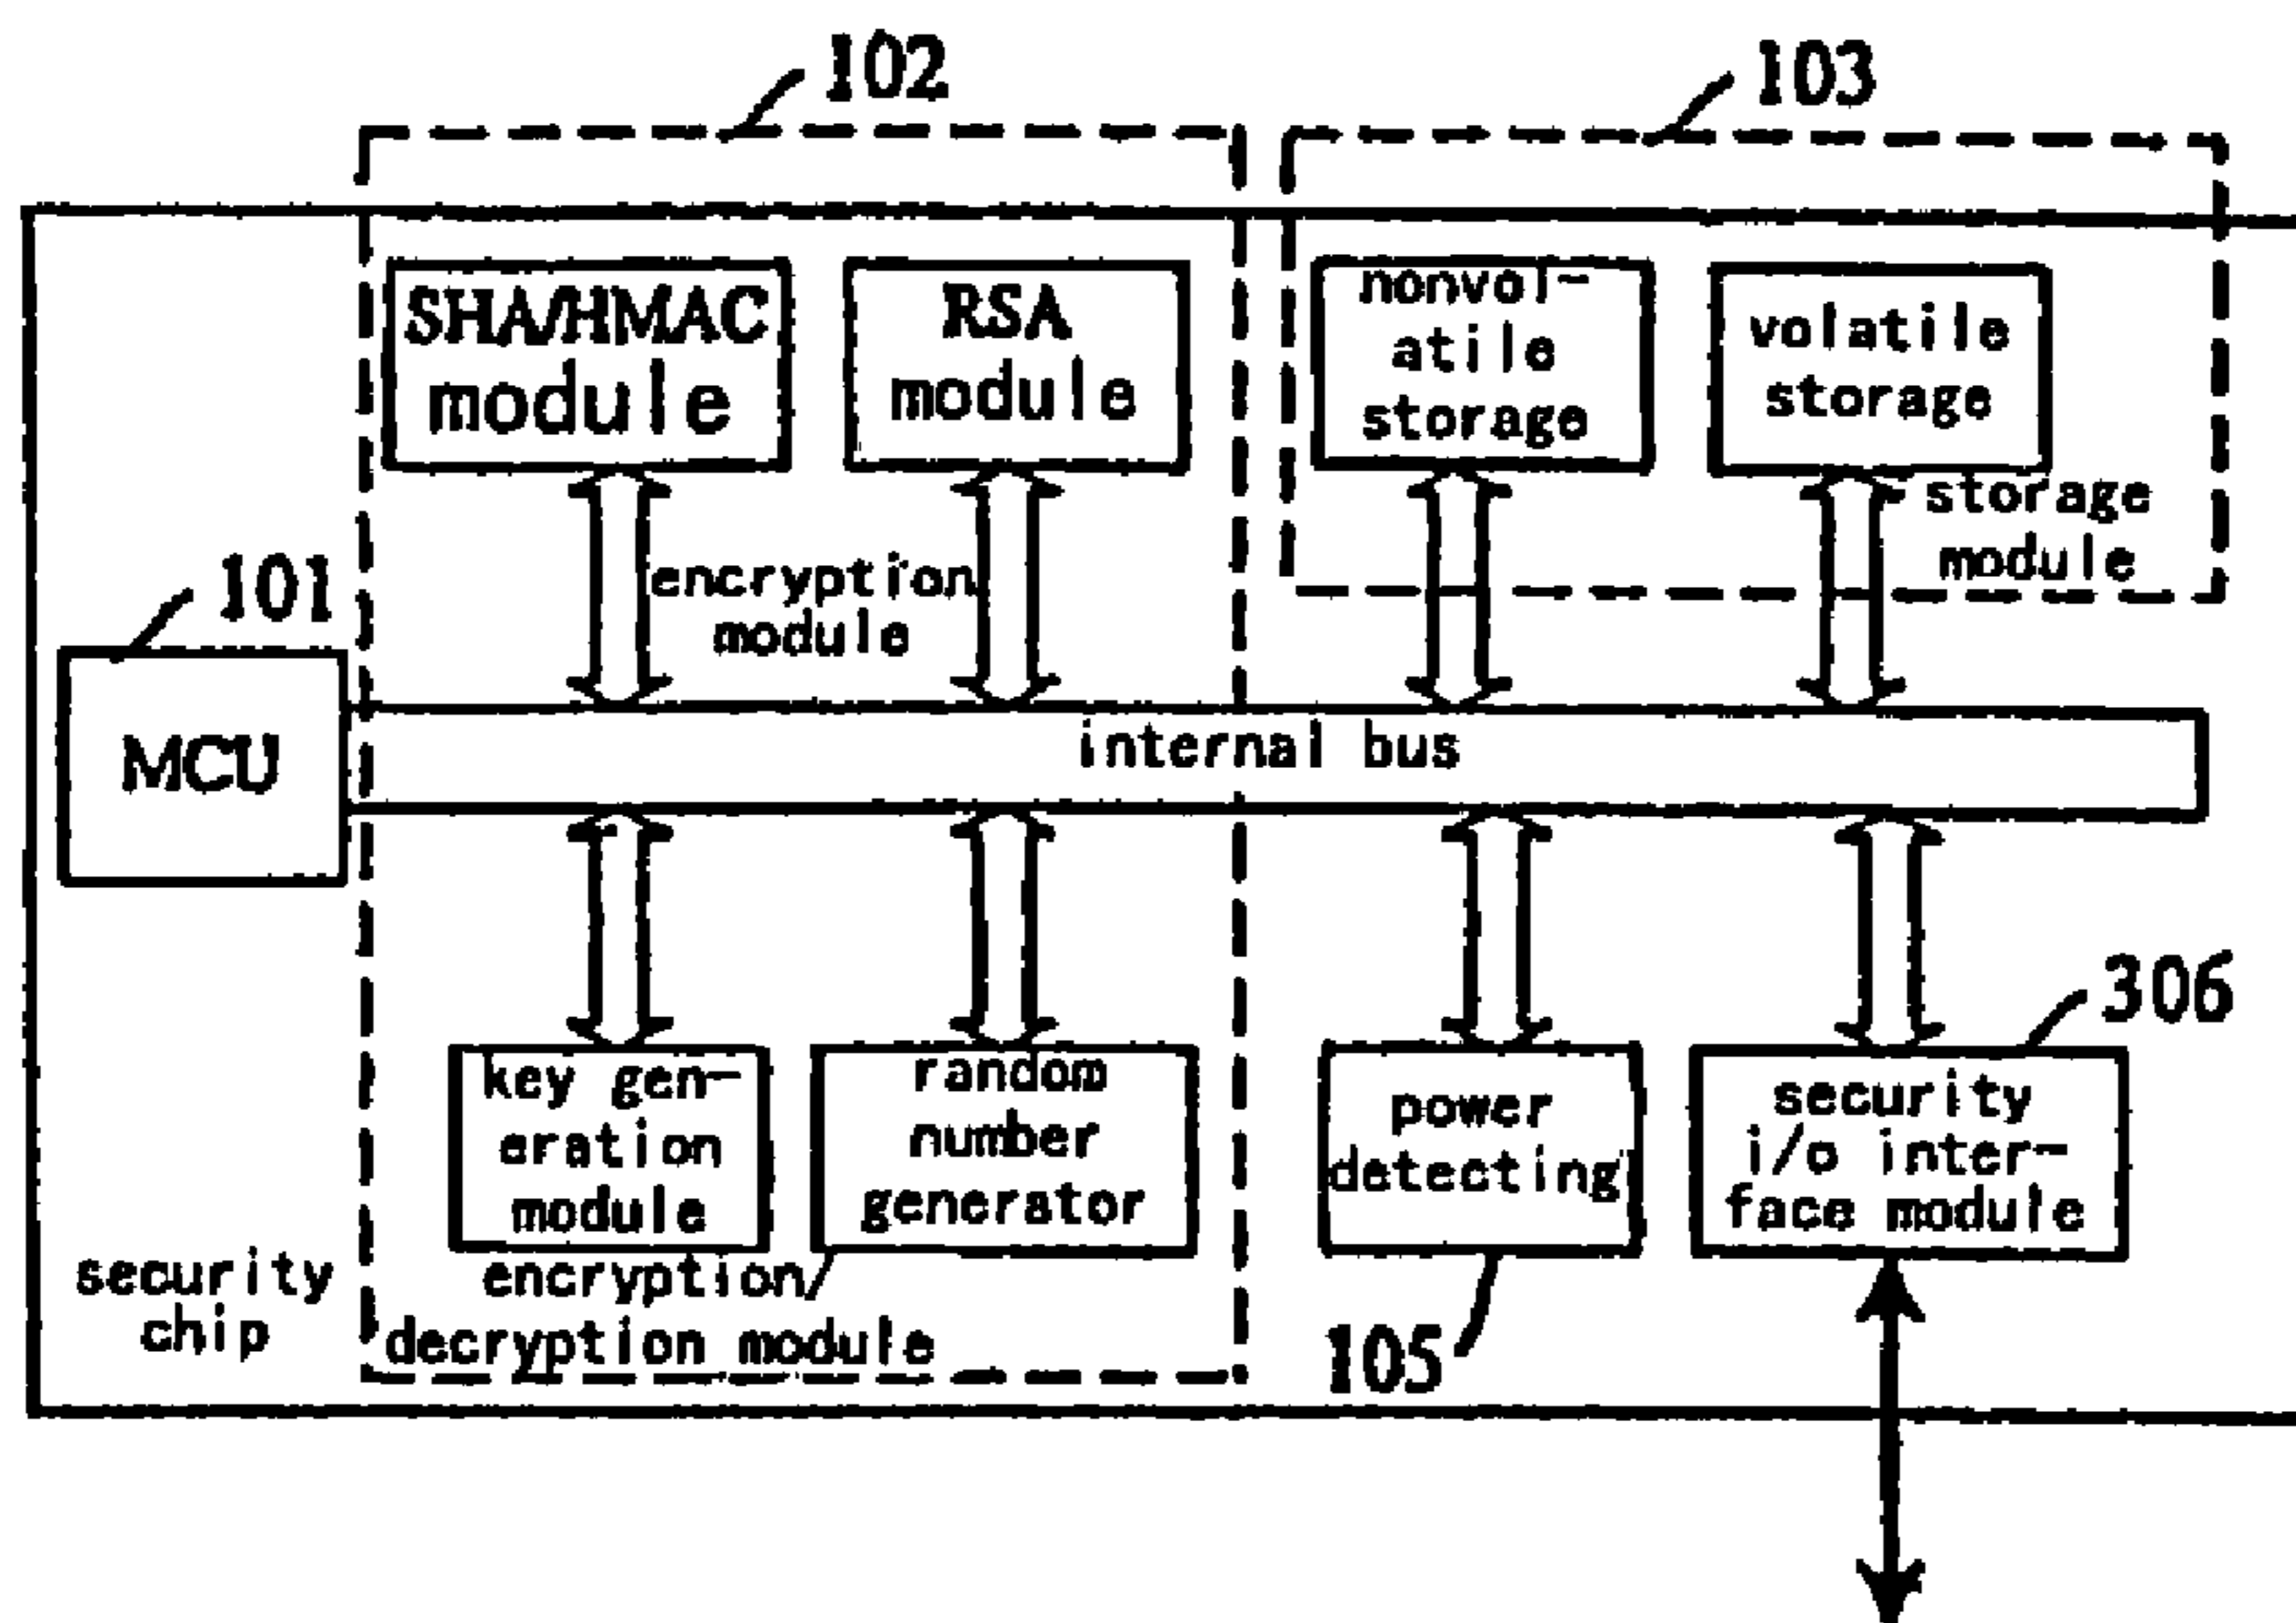 102
103
SHA/HMAC
module
RSA
module
nonvol-
atile
storage
volatile
storage
storage
module
101
encryption
module
MCU
internal bus
306
key gen-
eration
module
random
number
generator
power
detecting
security
i/o inter-
face module
security
chip
encryption/
decryption module
105